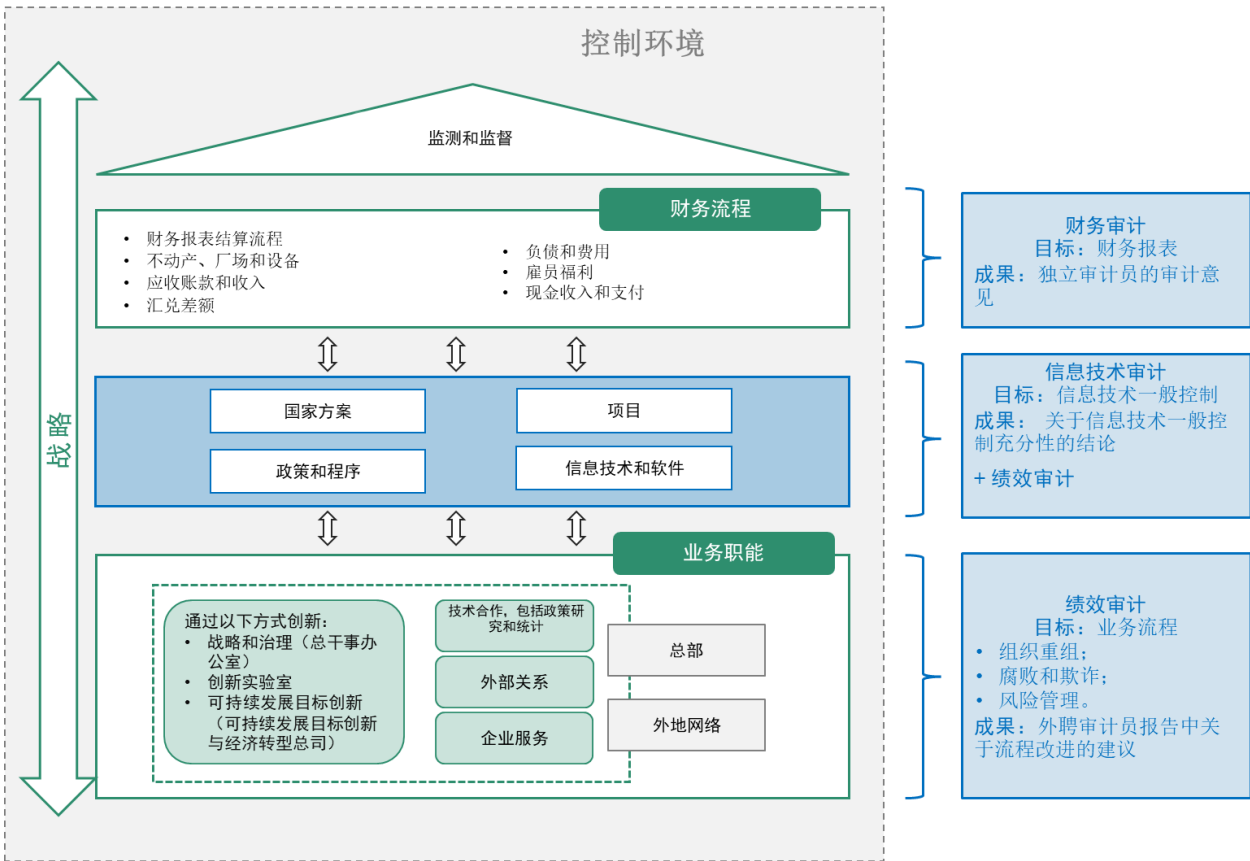 控制环境
监测和监督
战略
财务流程
• 财务报表结算流程
• 不动产、厂场和设备
• 应收账款和收入
• 汇兑差额
• 负债和费用
• 雇员福利
• 现金收入和支付
财务审计
目标：财务报表
成果：独立审计员的审计意
见
国家方案
项目
政策和程序
信息技术和软件
信息技术审计
目标：信息技术一般控制
成果： 关于信息技术一般控
制充分性的结论
+ 绩效审计
业务职能
通过以下方式创新：
• 战略和治理（总干事办
公室）
• 创新实验室
• 可持续发展目标创新
（可持续发展目标创新
与经济转型总司）
技术合作，包括政策研
究和统计
外部关系
企业服务
总部
外地网络
绩效审计
目标：业务流程
• 组织重组；
• 腐败和欺诈；
• 风险管理。
成果：外聘审计员报告中关
于流程改进的建议